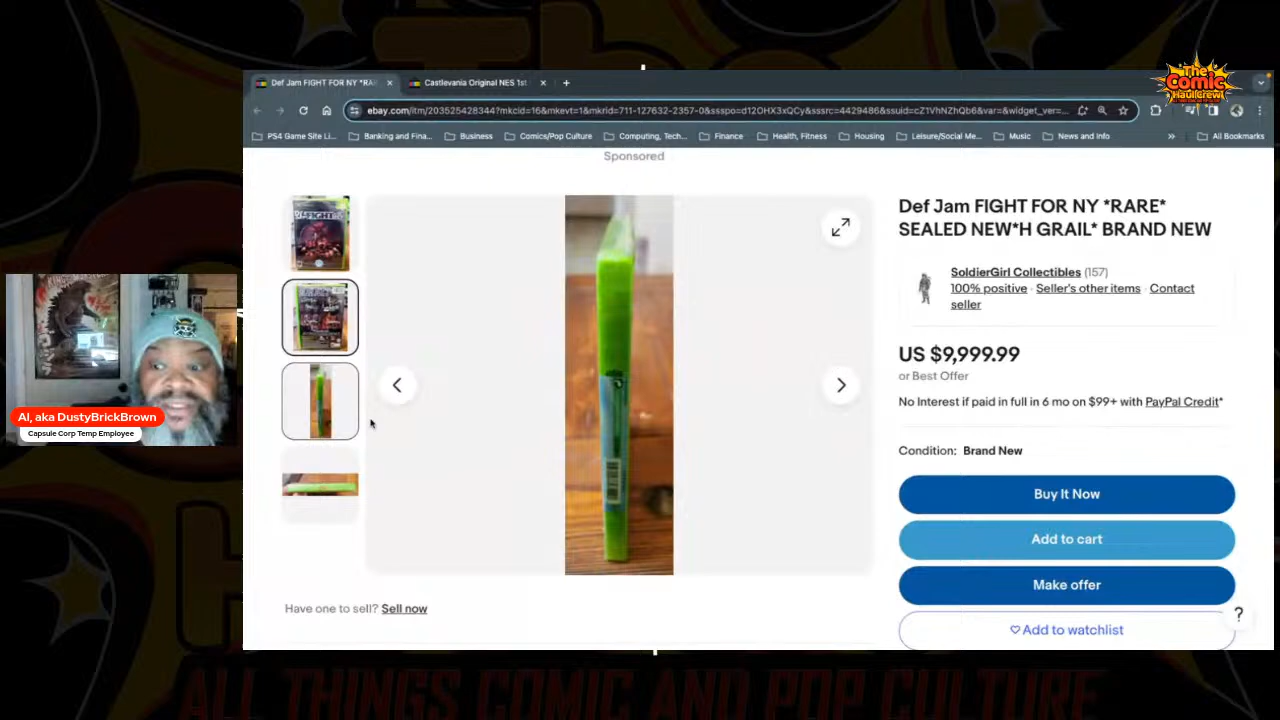 The
Comic
Haul Crew
Def Jam FIGHT FOR NY *RA
Castlevania Original NES 1st
ebay.com/itm/203525428344?mkcid=16&mkevt=1&mkrid=711-127632-2357-0&ssspo=d12OHX3xQCy&sssrc=4429486&ssuid=cZ1VhNZhQb6&var=&widget_ver=...
PS4 Game Site Li...
Banking and Fina...
Business
Comics/Pop Culture
Computing, Tech...
Finance
Health, Fitness
Housing
Leisure/Social Me...
Music
News and Info
»
All Bookmarks
Sponsored
Def Jam FIGHT FOR NY *RARE*
SEALED NEW*H GRAIL* BRAND NEW
SoldierGirl Collectibles (157)
100% positive · Seller's other items · Contact
seller
US $9,999.99
or Best Offer
No Interest if paid in full in 6 mo on $99+ with PayPal Credit*
Condition: Brand New
Buy It Now
Add to cart
Make offer
Add to watchlist
?
Have one to sell? Sell now
AI, aka DustyBrickBrown
Capsule Corp Temp Employee
ALL THINGS COMIC AND POP CULTURE